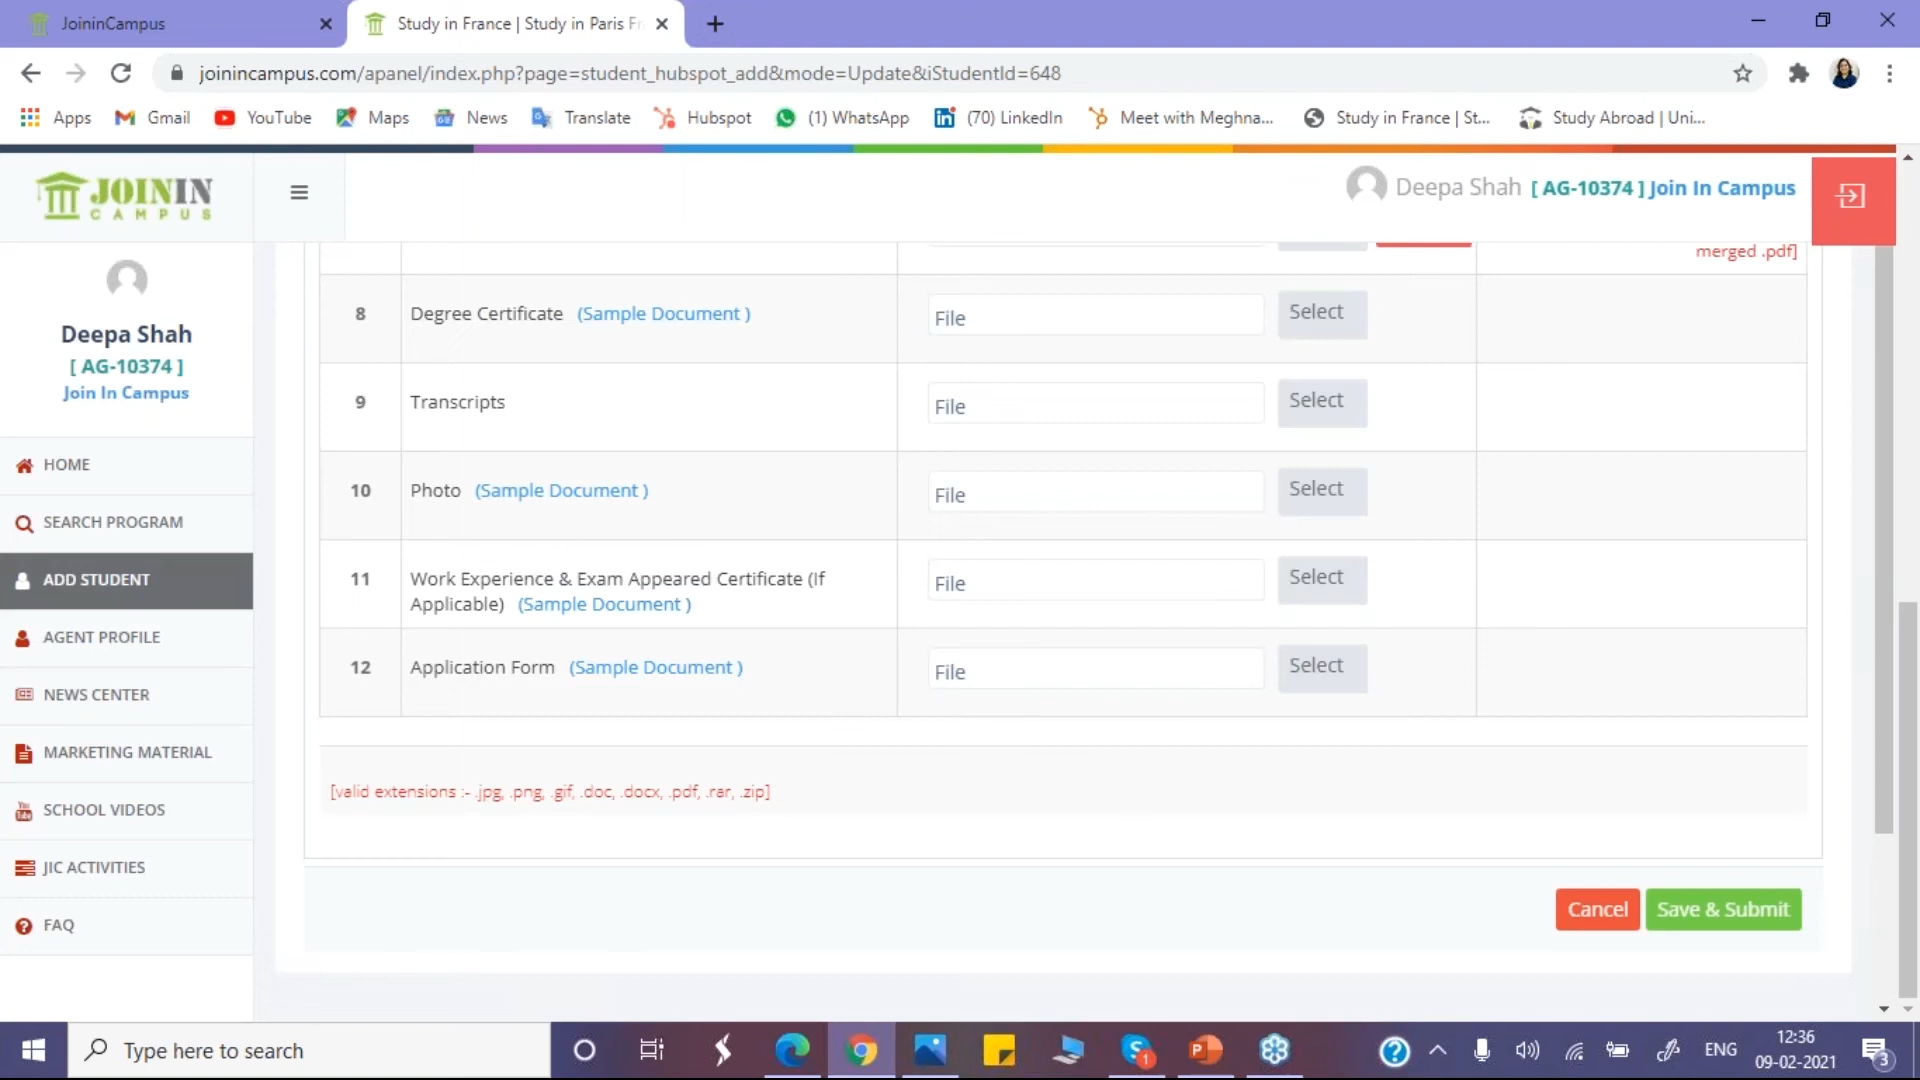 JoininCampus
Study in France | Study in Paris Fr
joinincampus.com/apanel/index.php?page=student_hubspot_add&mode=Update&iStudentId=648
Apps Gmail YouTube Maps News Translate Hubspot (1) WhatsApp (70) LinkedIn Meet with Meghna... Study in France | St... Study Abroad | Uni...
JOININ
CAMPUS
Deepa Shah [ AG-10374 ] Join In Campus
Deepa Shah
[ AG-10374 ]
Join In Campus
HOME
SEARCH PROGRAM
ADD STUDENT
AGENT PROFILE
NEWS CENTER
MARKETING MATERIAL
SCHOOL VIDEOS
JIC ACTIVITIES
FAQ
merged .pdf]
8 Degree Certificate (Sample Document ) File Select
9 Transcripts File Select
10 Photo (Sample Document ) File Select
11 Work Experience & Exam Appeared Certificate (If
Applicable) (Sample Document ) File Select
12 Application Form (Sample Document ) File Select
[valid extensions :- .jpg, .png, .gif, .doc, .docx, .pdf, .rar, .zip]
Cancel Save & Submit
Type here to search
ENG
12:36
09-02-2021
3